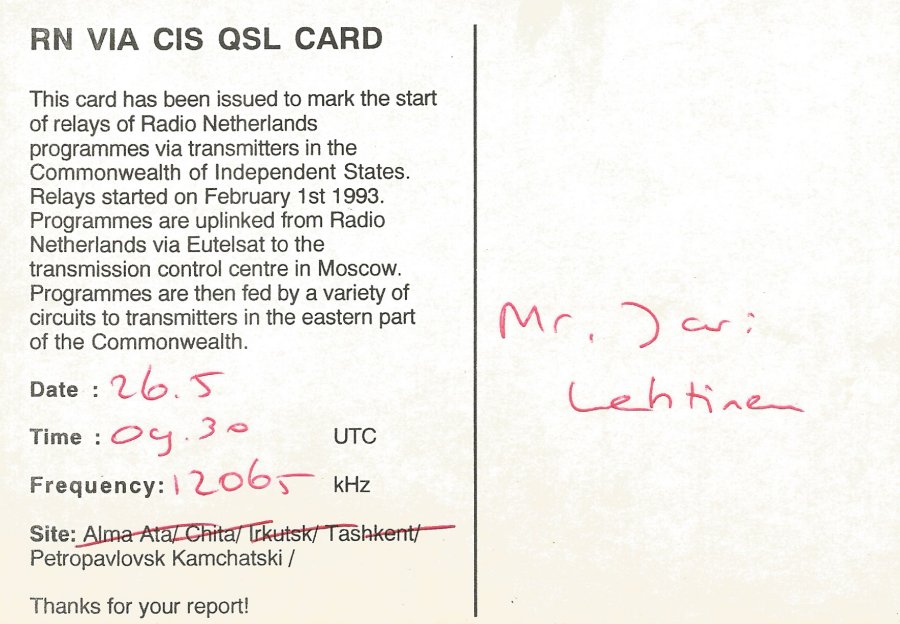 RN VIA CIS QSL CARD
This card has been issued to mark the start
of relays of Radio Netherlands
programmes via transmitters in the
Commonwealth of Independent States.
Relays started on February 1st 1993.
Programmes are uplinked from Radio
Netherlands via Eutelsat to the
transmission control centre in Moscow.
Programmes are then fed by a variety of
circuits to transmitters in the eastern part
of the Commonwealth.
Date : 26.5
Time : 09.30 UTC
Frequency: 12065 kHz
Site: Alma Ata/ Chita/ Irkutsk/ Tashkent/
Petropavlovsk Kamchatski /
Thanks for your report!
Mr. Jari
Lehtinen